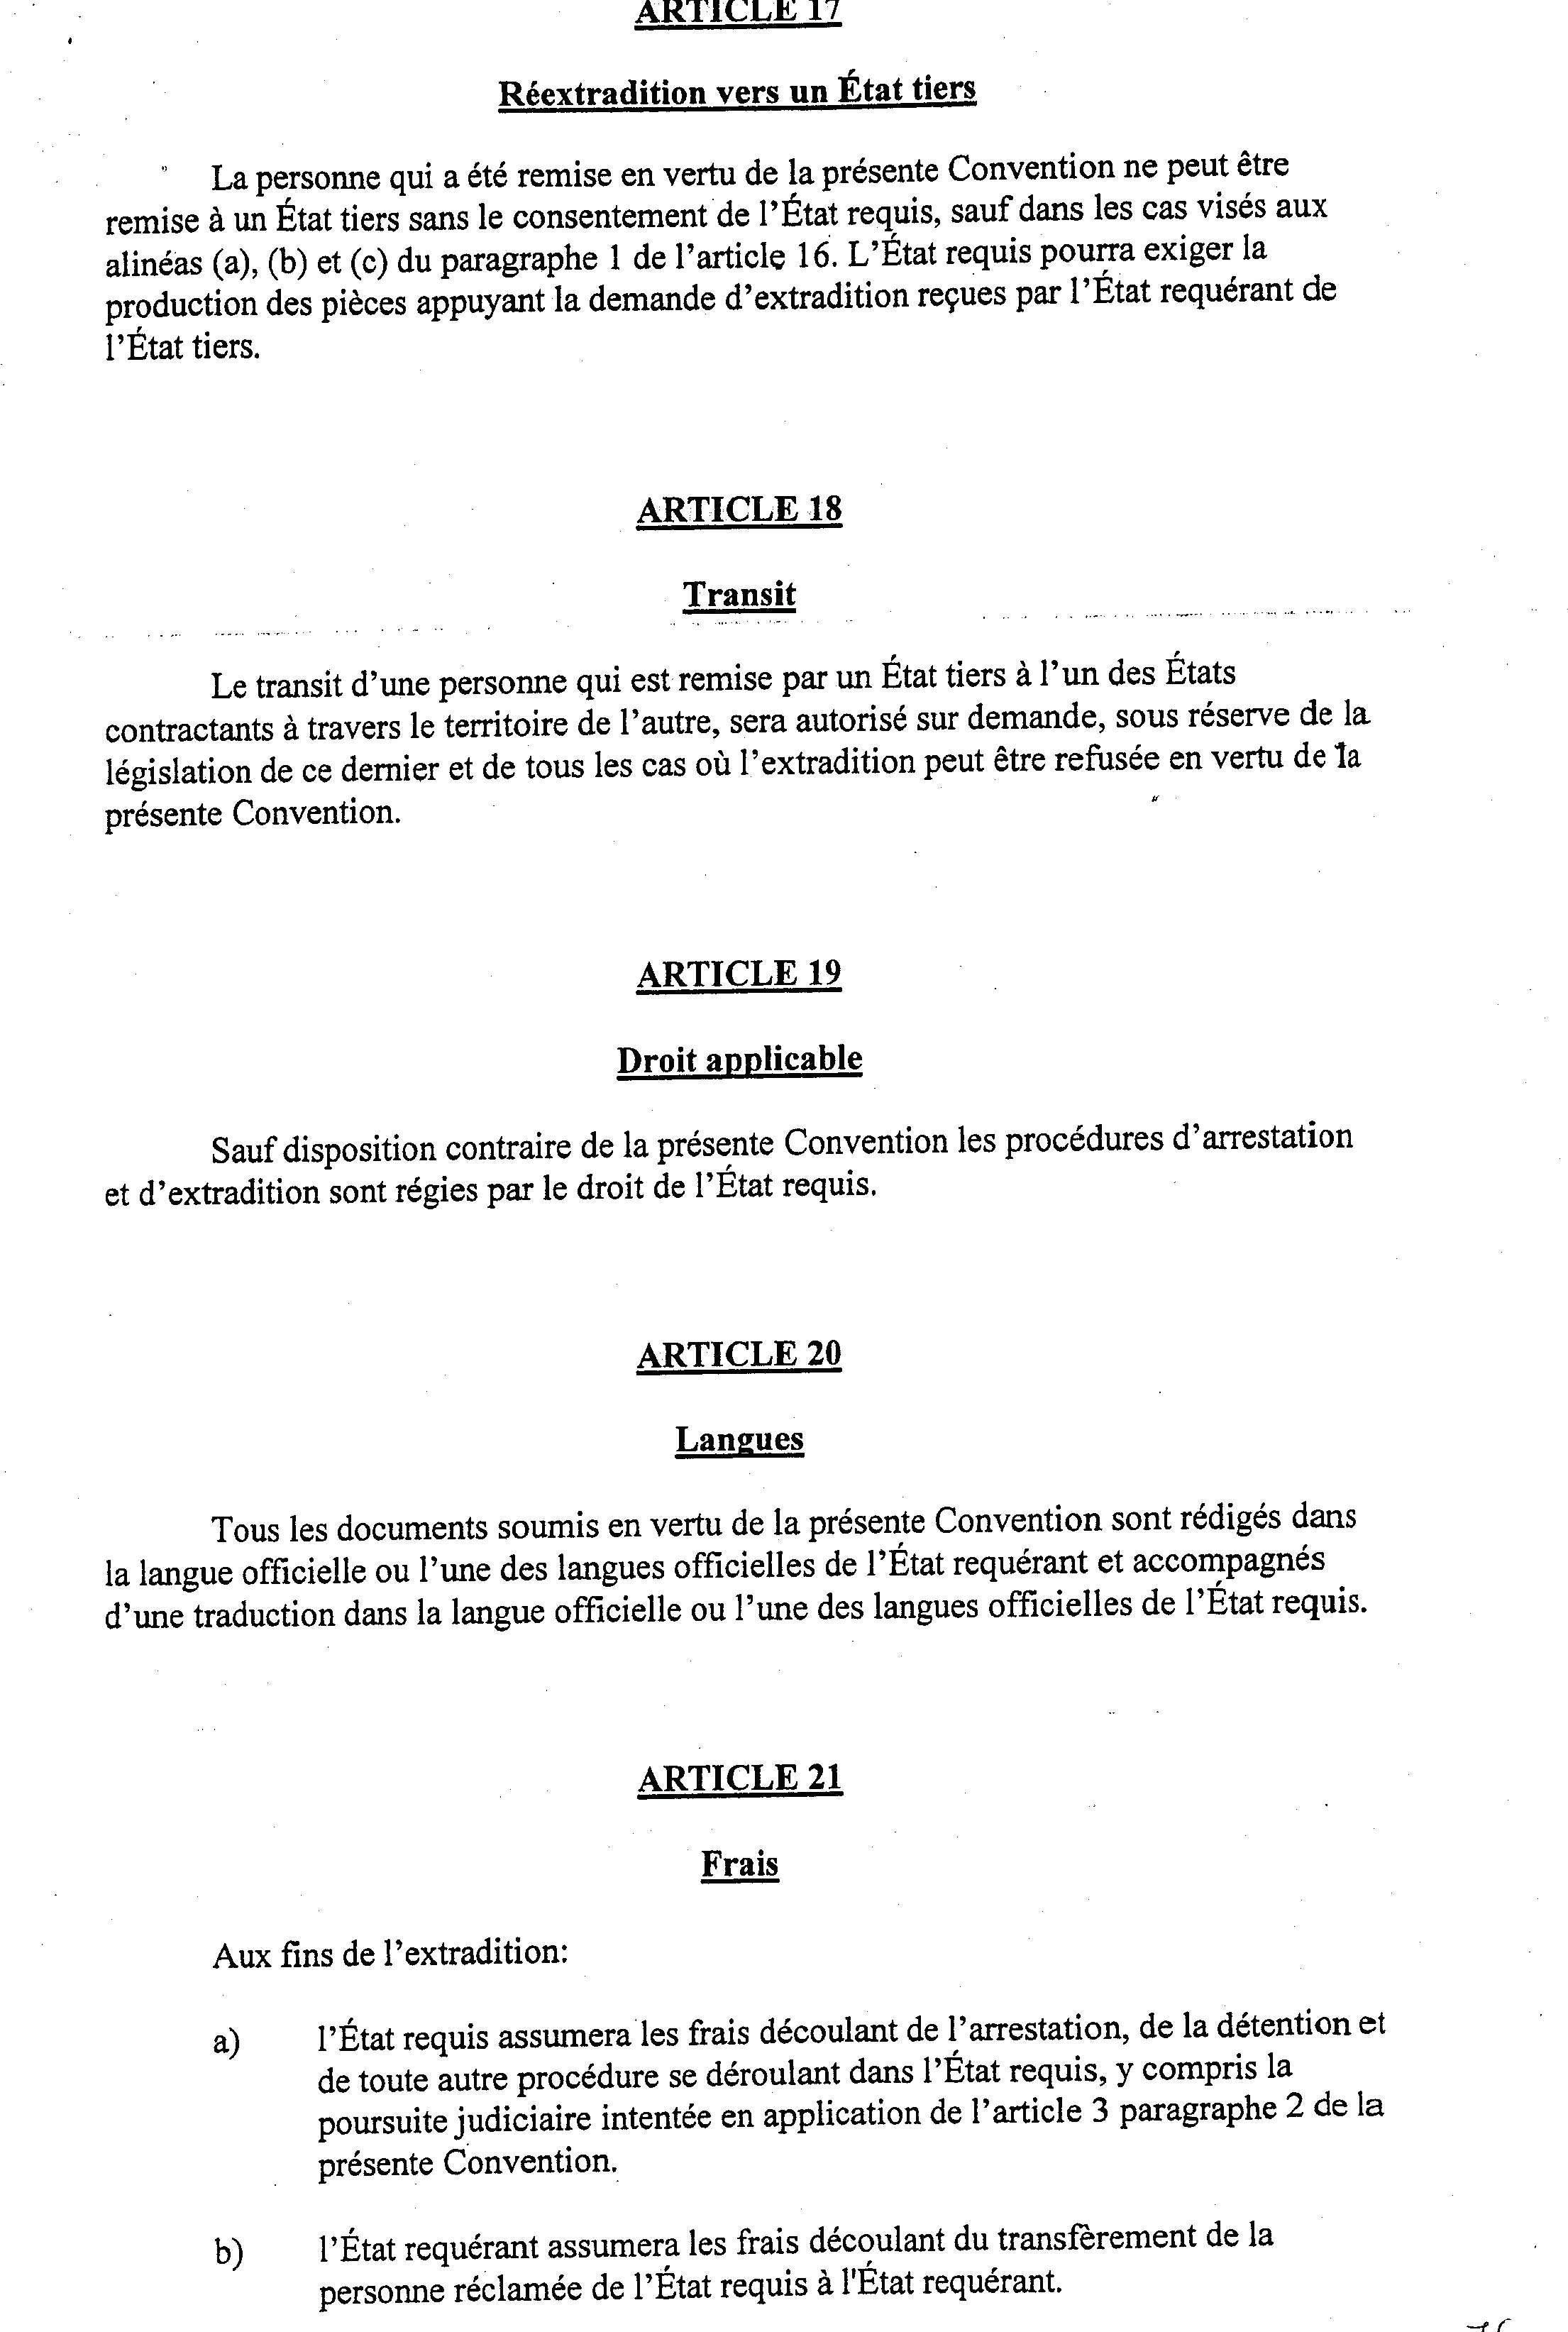 ARTICLE 17
Réextradition vers un État tiers
La personne qui a été remise en vertu de la présente Convention ne peut être
remise à un État tiers sans le consentement de l'État requis, sauf dans les cas visés aux
alinéas (a), (b) et (c) du paragraphe 1 de l'article 16. L'État requis pourra exiger la
production des pièces appuyant la demande d'extradition reçues par l'État requérant de
l'État tiers.
ARTICLE 18
Transit
Le transit d'une personne qui est remise par un État tiers à l'un des États
contractants à travers le territoire de l'autre, sera autorisé sur demande, sous réserve de la
législation de ce dernier et de tous les cas où l'extradition peut être refusée en vertu de la
présente Convention.
ARTICLE 19
Droit applicable
Sauf disposition contraire de la présente Convention les procédures d'arrestation
et d'extradition sont régies par le droit de l'État requis.
ARTICLE 20
Langues
Tous les documents soumis en vertu de la présente Convention sont rédigés dans
la langue officielle ou l'une des langues officielles de l'État requérant et accompagnés
d'une traduction dans la langue officielle ou l'une des langues officielles de l'État requis.
ARTICLE 21
Frais
Aux fins de l'extradition:
a) l'État requis assumera les frais découlant de l'arrestation, de la détention et
de toute autre procédure se déroulant dans l'État requis, y compris la
poursuite judiciaire intentée en application de l'article 3 paragraphe 2 de la
présente Convention.
b) l'État requérant assumera les frais découlant du transfèrement de la
personne réclamée de l'État requis à l'État requérant.